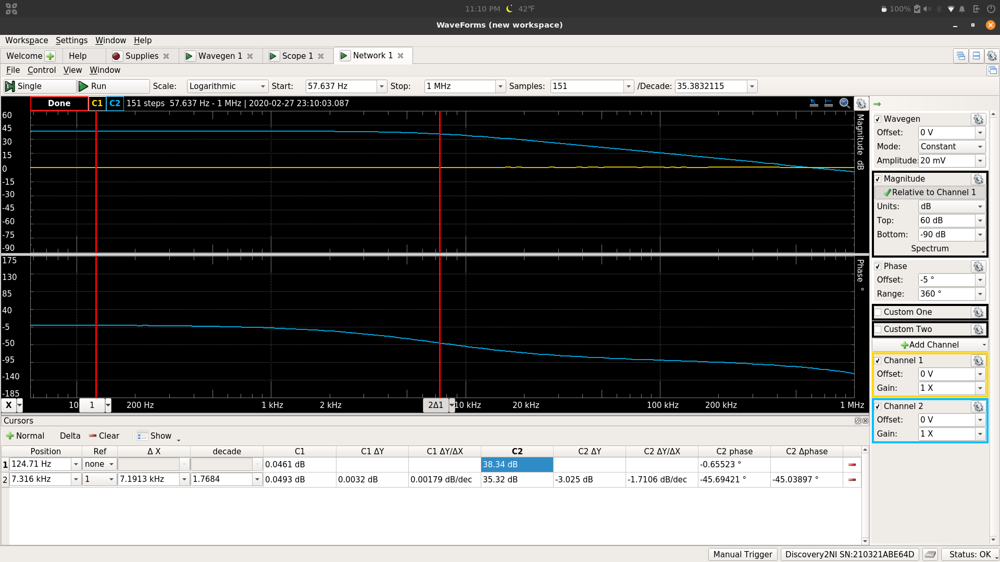 11:10 PM 42°F 100%
WaveForms (new workspace)
Workspace Settings Window Help
Welcome Help Supplies Wavegen 1 Scope 1 Network 1
File Control View Window
Single Run Scale: Logarithmic Start: 57.637 Hz Stop: 1 MHz Samples: 151 /Decade: 35.3832115
Done C1 C2 151 steps 57.637 Hz - 1 MHz | 2020-02-27 23:10:03.087
60
45
30
15
0
-15
-30
-45
-60
-75
-90
Magnitude dB
175
130
85
40
-5
-50
-95
-140
-185
Phase °
X 10 1 200 Hz 1 kHz 2 kHz 2Δ1 10 kHz 20 kHz 100 kHz 200 kHz 1 MHz
Wavegen
Offset: 0 V
Mode: Constant
Amplitude: 20 mV
Magnitude
Relative to Channel 1
Units: dB
Top: 60 dB
Bottom: -90 dB
Spectrum
Phase
Offset: -5 °
Range: 360 °
Custom One
Custom Two
Add Channel
Channel 1
Offset: 0 V
Gain: 1 X
Channel 2
Offset: 0 V
Gain: 1 X
Cursors
Normal Delta Clear Show
Position Ref Δ X decade C1 C1 ΔY C1 ΔY/ΔX C2 C2 ΔY C2 ΔY/ΔX C2 phase C2 Δphase
1 124.71 Hz none 0.0461 dB 38.34 dB -0.65523 °
2 7.316 kHz 1 7.1913 kHz 1.7684 0.0493 dB 0.0032 dB 0.00179 dB/dec 35.32 dB -3.025 dB -1.7106 dB/dec -45.69421 ° -45.03897 °
Manual Trigger Discovery2NI SN:210321ABE64D Status: OK